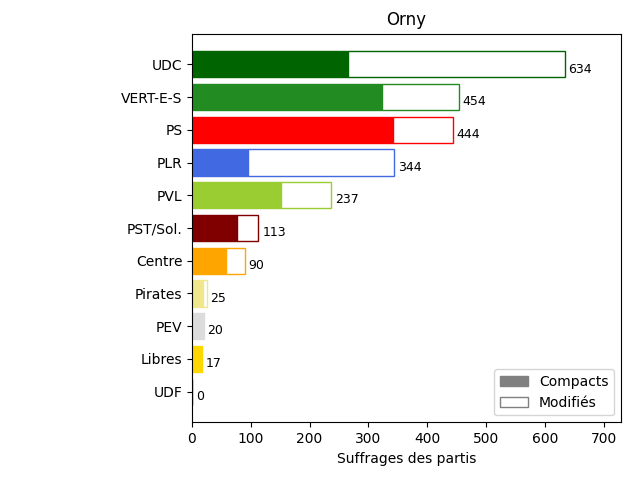 Orny
UDC 634
VERT-E-S 454
PS 444
PLR 344
PVL 237
PST/Sol. 113
Centre 90
Pirates 25
PEV 20
Libres 17
UDF 0
Compacts
Modifiés
0 100 200 300 400 500 600 700
Suffrages des partis